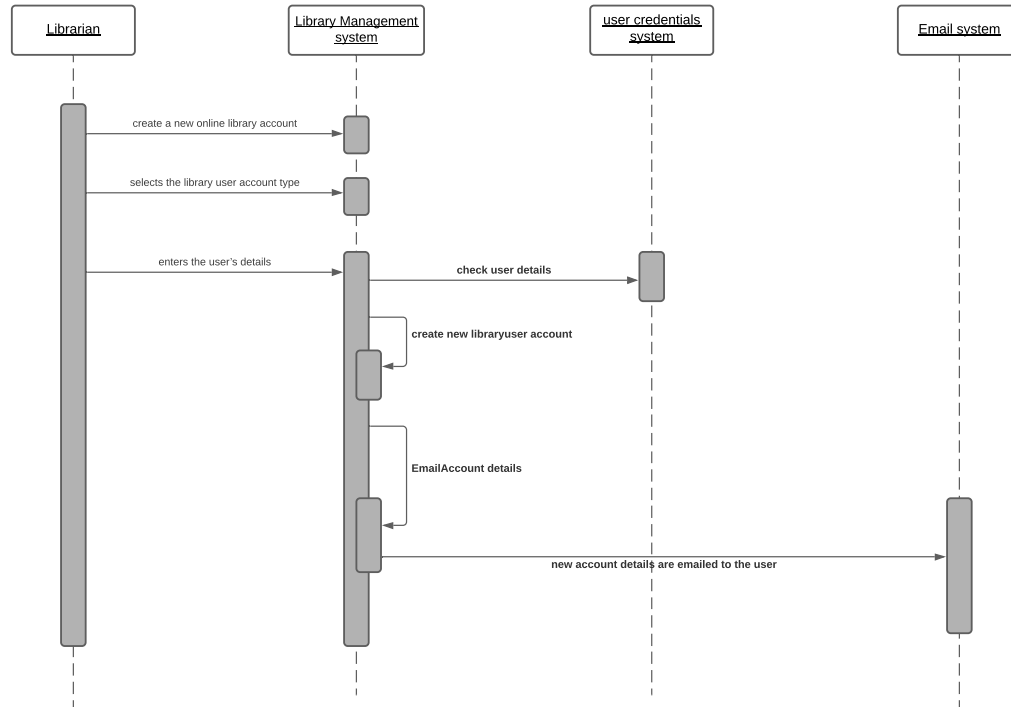 Librarian
Library Management
system
user credentials
system
Email system
create a new online library account
selects the library user account type
enters the user's details
check user details
create new libraryuser account
EmailAccount details
new account details are emailed to the user